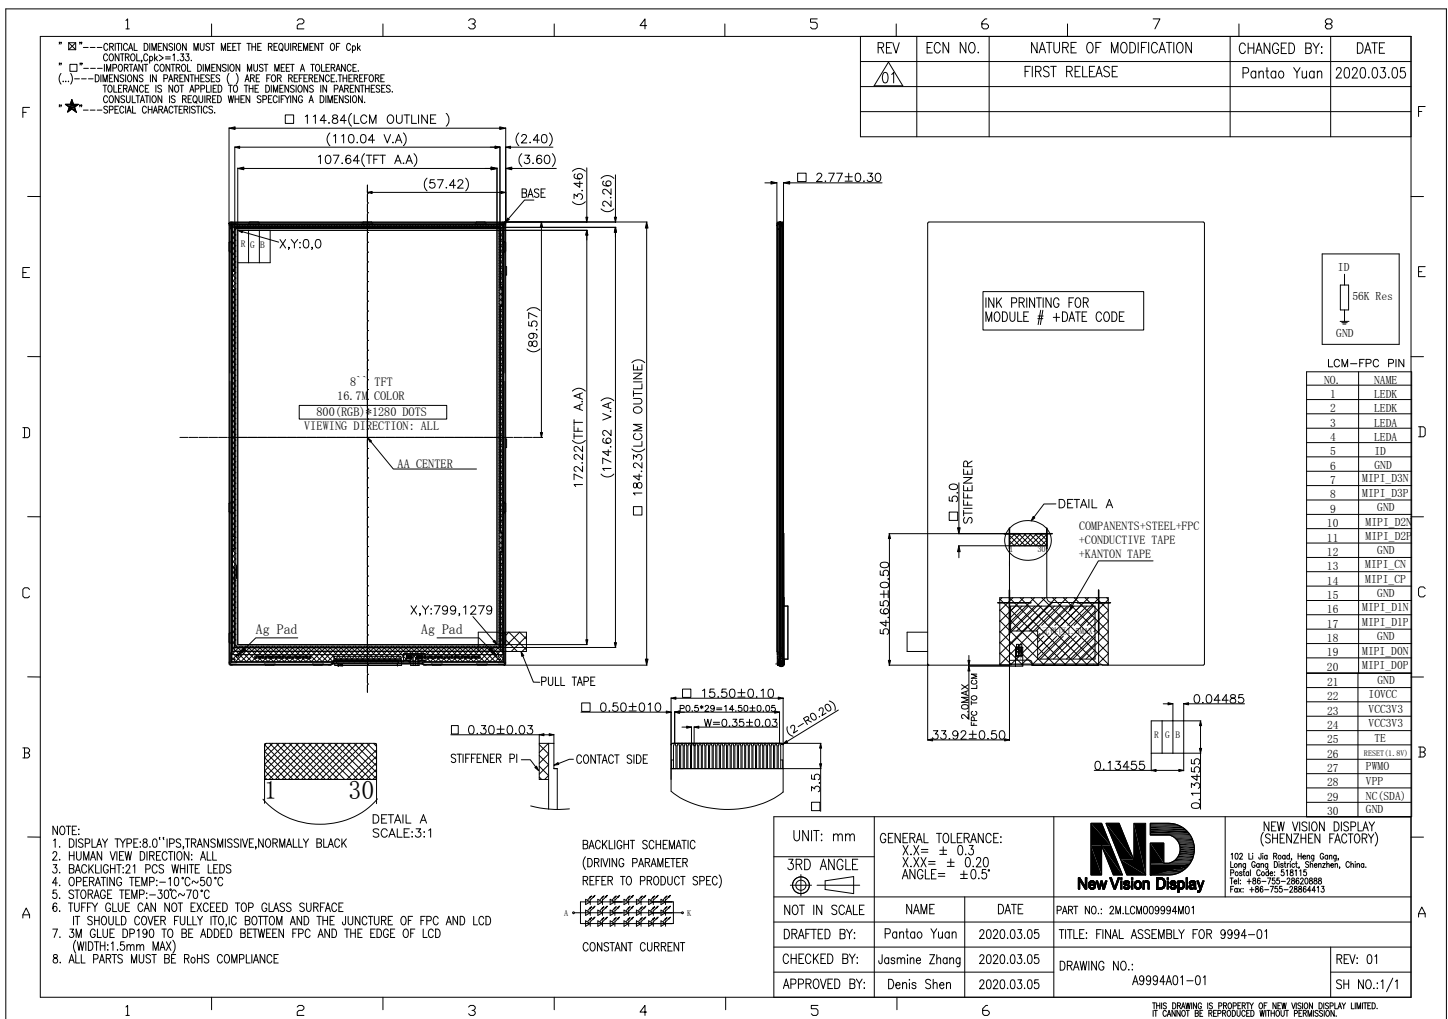 1 2 3 4 5 6 7 8
" ☒ "---CRITICAL DIMENSION MUST MEET THE REQUIREMENT OF Cpk
CONTROL,Cpk>=1.33.
" □ "---IMPORTANT CONTROL DIMENSION MUST MEET A TOLERANCE.
(...)---DIMENSIONS IN PARENTHESES ( ) ARE FOR REFERENCE.THEREFORE
TOLERANCE IS NOT APPLIED TO THE DIMENSIONS IN PARENTHESES.
CONSULTATION IS REQUIRED WHEN SPECIFYING A DIMENSION.
"★"---SPECIAL CHARACTERISTICS.
REV ECN NO. NATURE OF MODIFICATION CHANGED BY: DATE
01 FIRST RELEASE Pantao Yuan 2020.03.05
F F
E E
D D
C C
B B
A A
□ 114.84(LCM OUTLINE )
(110.04 V.A) (2.40)
107.64(TFT A.A) (3.60)
(57.42)
(3.46)
(2.26)
BASE
X,Y:0,0
R G B
(89.57)
172.22(TFT A.A)
(174.62 V.A)
□ 184.23(LCM OUTLINE)
8`` TFT
16.7M COLOR
800(RGB)*1280 DOTS
VIEWING DIRECTION: ALL
AA CENTER
X,Y:799,1279
Ag Pad Ag Pad
PULL TAPE
□ 2.77±0.30
INK PRINTING FOR
MODULE # +DATE CODE
□ 5.0
STIFFENER
DETAIL A
1 30
COMPANENTS+STEEL+FPC
+CONDUCTIVE TAPE
+KANTON TAPE
54.65±0.50
2.0MAX
FPC TO LCM
33.92±0.50
0.04485
R G B
0.13455
0.13455
ID
56K Res
GND
LCM-FPC PIN
NO. NAME
1 LEDK
2 LEDK
3 LEDA
4 LEDA
5 ID
6 GND
7 MIPI_D3N
8 MIPI_D3P
9 GND
10 MIPI_D2N
11 MIPI_D2P
12 GND
13 MIPI_CN
14 MIPI_CP
15 GND
16 MIPI_D1N
17 MIPI_D1P
18 GND
19 MIPI_D0N
20 MIPI_D0P
21 GND
22 IOVCC
23 VCC3V3
24 VCC3V3
25 TE
26 RESET(1.8V)
27 PWMO
28 VPP
29 NC(SDA)
30 GND
□ 15.50±0.10
□ 0.50±010
P0.5*29=14.50±0.05
W=0.35±0.03
(2-R0.20)
□ 3.5
□ 0.30±0.03
STIFFENER PI
CONTACT SIDE
1 30
DETAIL A
SCALE:3:1
NOTE:
1. DISPLAY TYPE:8.0''IPS,TRANSMISSIVE,NORMALLY BLACK
2. HUMAN VIEW DIRECTION: ALL
3. BACKLIGHT:21 PCS WHITE LEDS
4. OPERATING TEMP:-10°C~50°C
5. STORAGE TEMP:-30°C~70°C
6. TUFFY GLUE CAN NOT EXCEED TOP GLASS SURFACE
IT SHOULD COVER FULLY ITO,IC BOTTOM AND THE JUNCTURE OF FPC AND LCD
7. 3M GLUE DP190 TO BE ADDED BETWEEN FPC AND THE EDGE OF LCD
(WIDTH:1.5mm MAX)
8. ALL PARTS MUST BE RoHS COMPLIANCE
BACKLIGHT SCHEMATIC
(DRIVING PARAMETER
REFER TO PRODUCT SPEC)
A K
CONSTANT CURRENT
UNIT: mm
3RD ANGLE
GENERAL TOLERANCE:
X.X= ± 0.3
X.XX= ± 0.20
ANGLE= ±0.5°
ND
New Vision Display
NEW VISION DISPLAY
(SHENZHEN FACTORY)
102 Li Jia Road, Heng Gang,
Long Gang District, Shenzhen, China.
Postal Code: 518115
Tel: +86-755-28620888
Fax: +86-755-28864413
NOT IN SCALE NAME DATE PART NO.: 2M.LCM009994M01
DRAFTED BY: Pantao Yuan 2020.03.05 TITLE: FINAL ASSEMBLY FOR 9994-01
CHECKED BY: Jasmine Zhang 2020.03.05 DRAWING NO.: REV: 01
APPROVED BY: Denis Shen 2020.03.05 A9994A01-01 SH NO.:1/1
1 2 3 4 5 6
THIS DRAWING IS PROPERTY OF NEW VISION DISPLAY LIMITED.
IT CANNOT BE REPRODUCED WITHOUT PERMISSION.